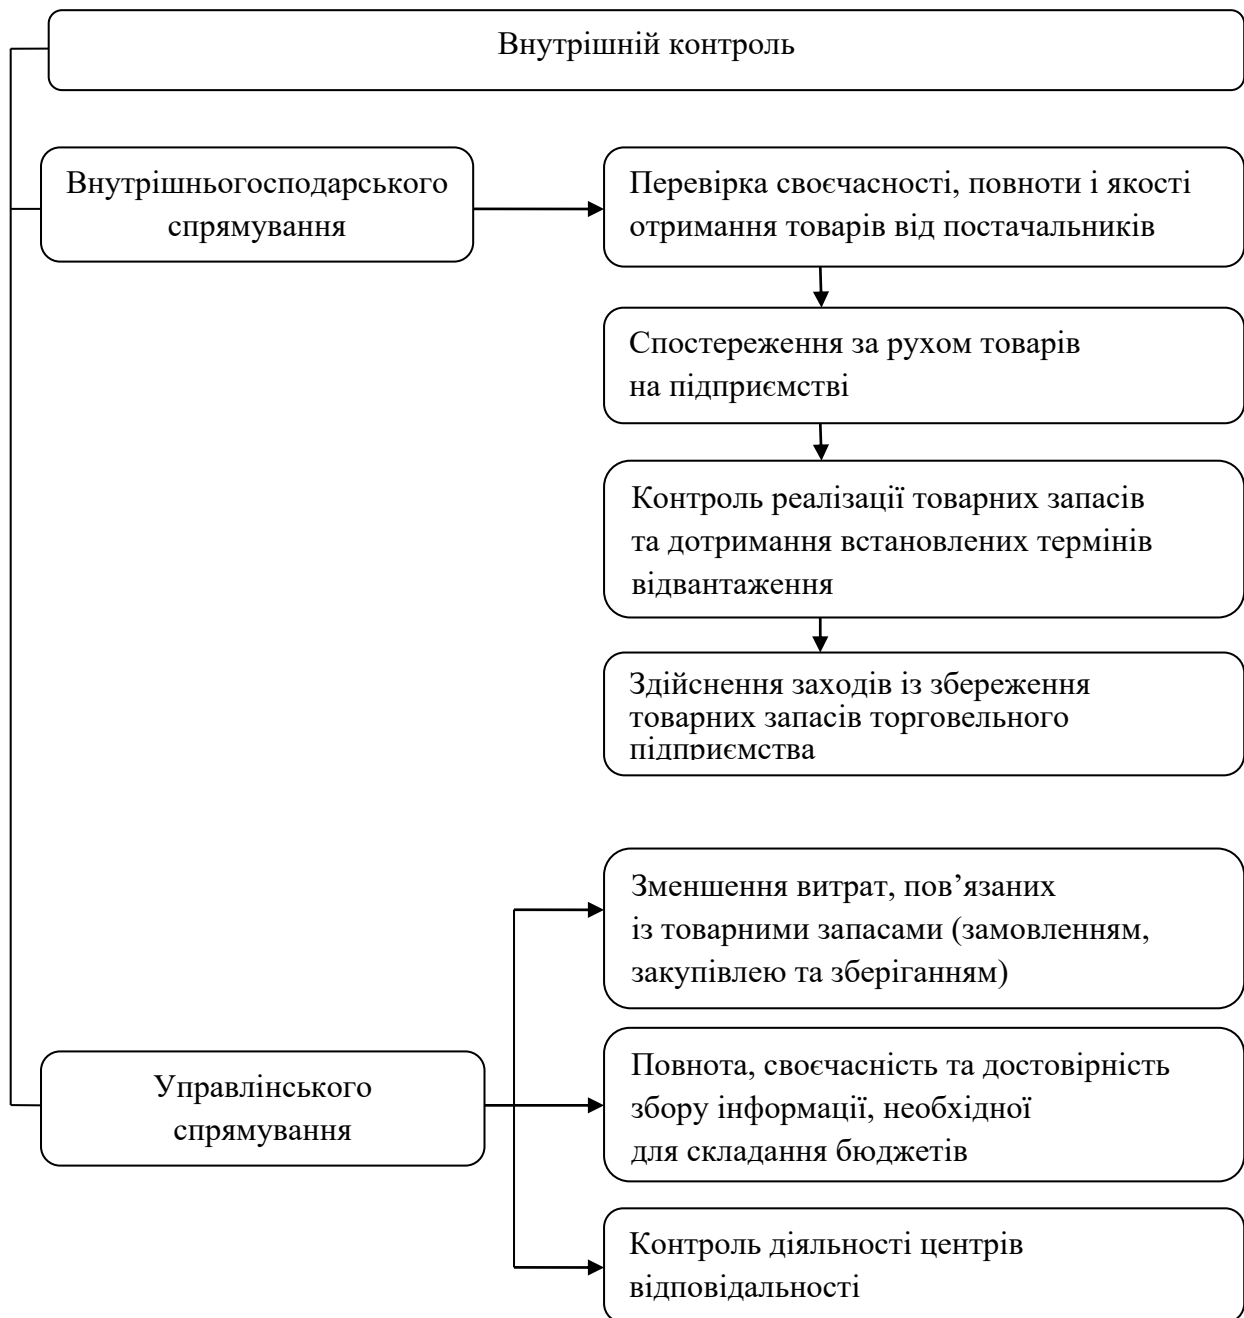 Внутрішній контроль
Внутрішньогосподарського
спрямування
Перевірка своєчасності, повноти і якості
отримання товарів від постачальників
Спостереження за рухом товарів
на підприємстві
Контроль реалізації товарних запасів
та дотримання встановлених термінів
відвантаження
Здійснення заходів із збереження
товарних запасів торговельного
підприємства
Управлінського
спрямування
Зменшення витрат, пов’язаних
із товарними запасами (замовленням,
закупівлею та зберіганням)
Повнота, своєчасність та достовірність
збору інформації, необхідної
для складання бюджетів
Контроль діяльності центрів
відповідальності